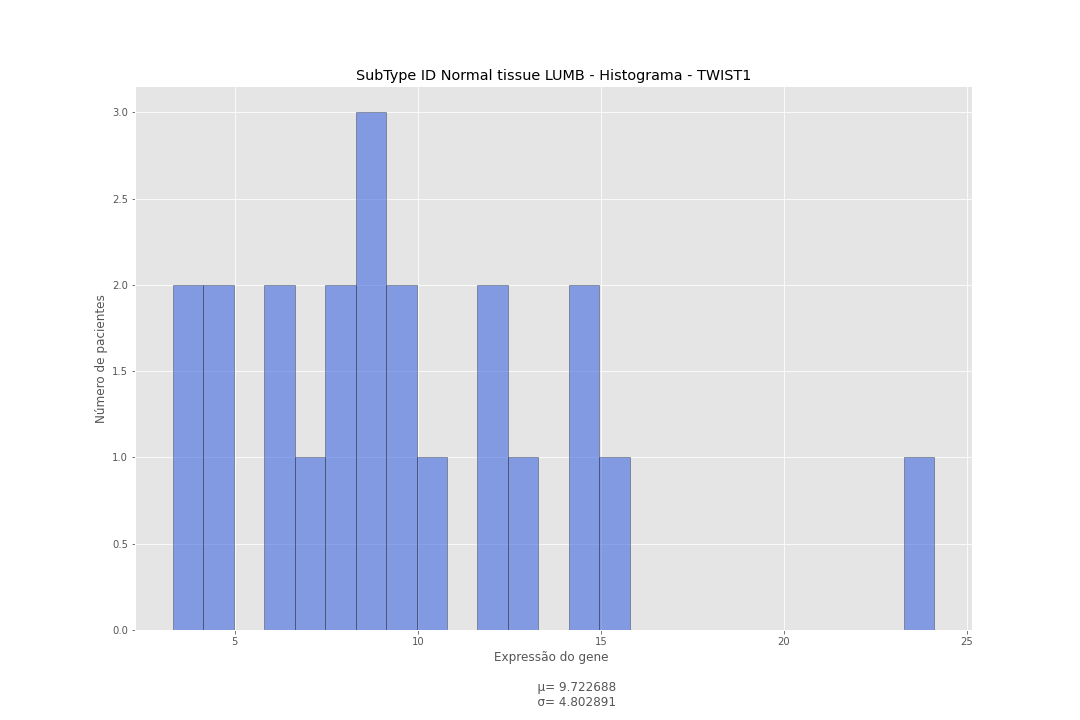 SubType ID Normal tissue LUMB - Histograma - TWIST1
3.0
2.5
2.0
1.5
1.0
0.5
0.0
Número de pacientes
5 10 15 20 25
Expressão do gene
μ= 9.722688
σ= 4.802891